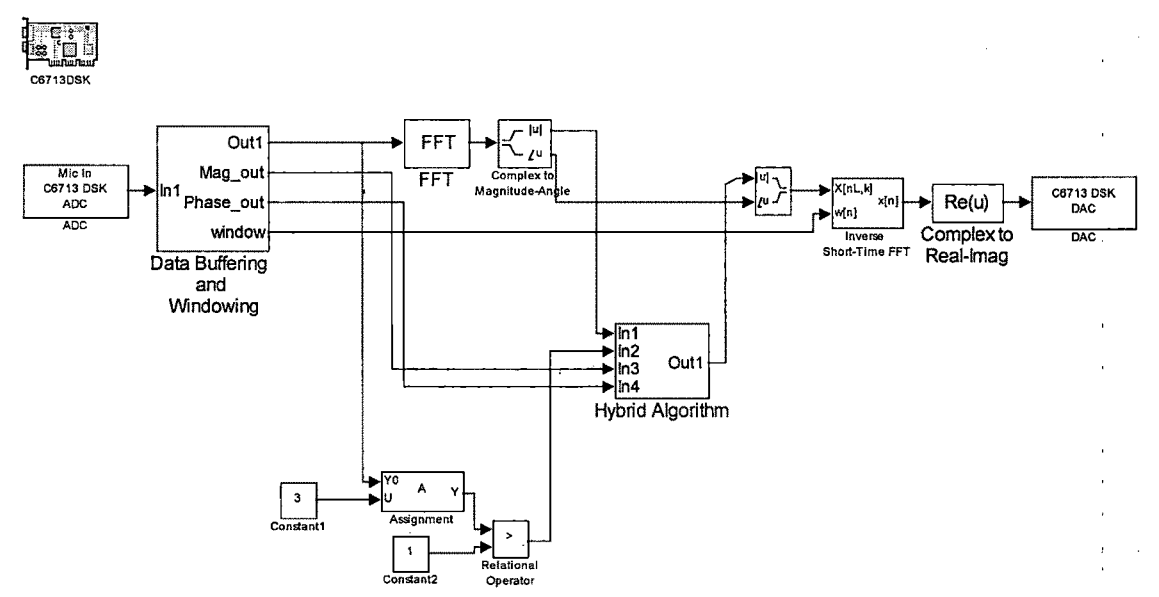 C6713DSK
Mic In
C6713 DSK
ADC
ADC
In1
Out1
Mag_out
Phase_out
window
Data Buffering
and
Windowing
FFT
FFT
|u|
∠u
Complex to
Magnitude-Angle
|u|
∠u
X[nL,k]
w[n]
x[n]
Inverse
Short-Time FFT
Re(u)
Complex to
Real-Imag
C6713 DSK
DAC
DAC
In1
In2
In3
In4
Out1
Hybrid Algorithm
3
Constant1
Y0
U
A
Y
Assignment
1
Constant2
>
Relational
Operator